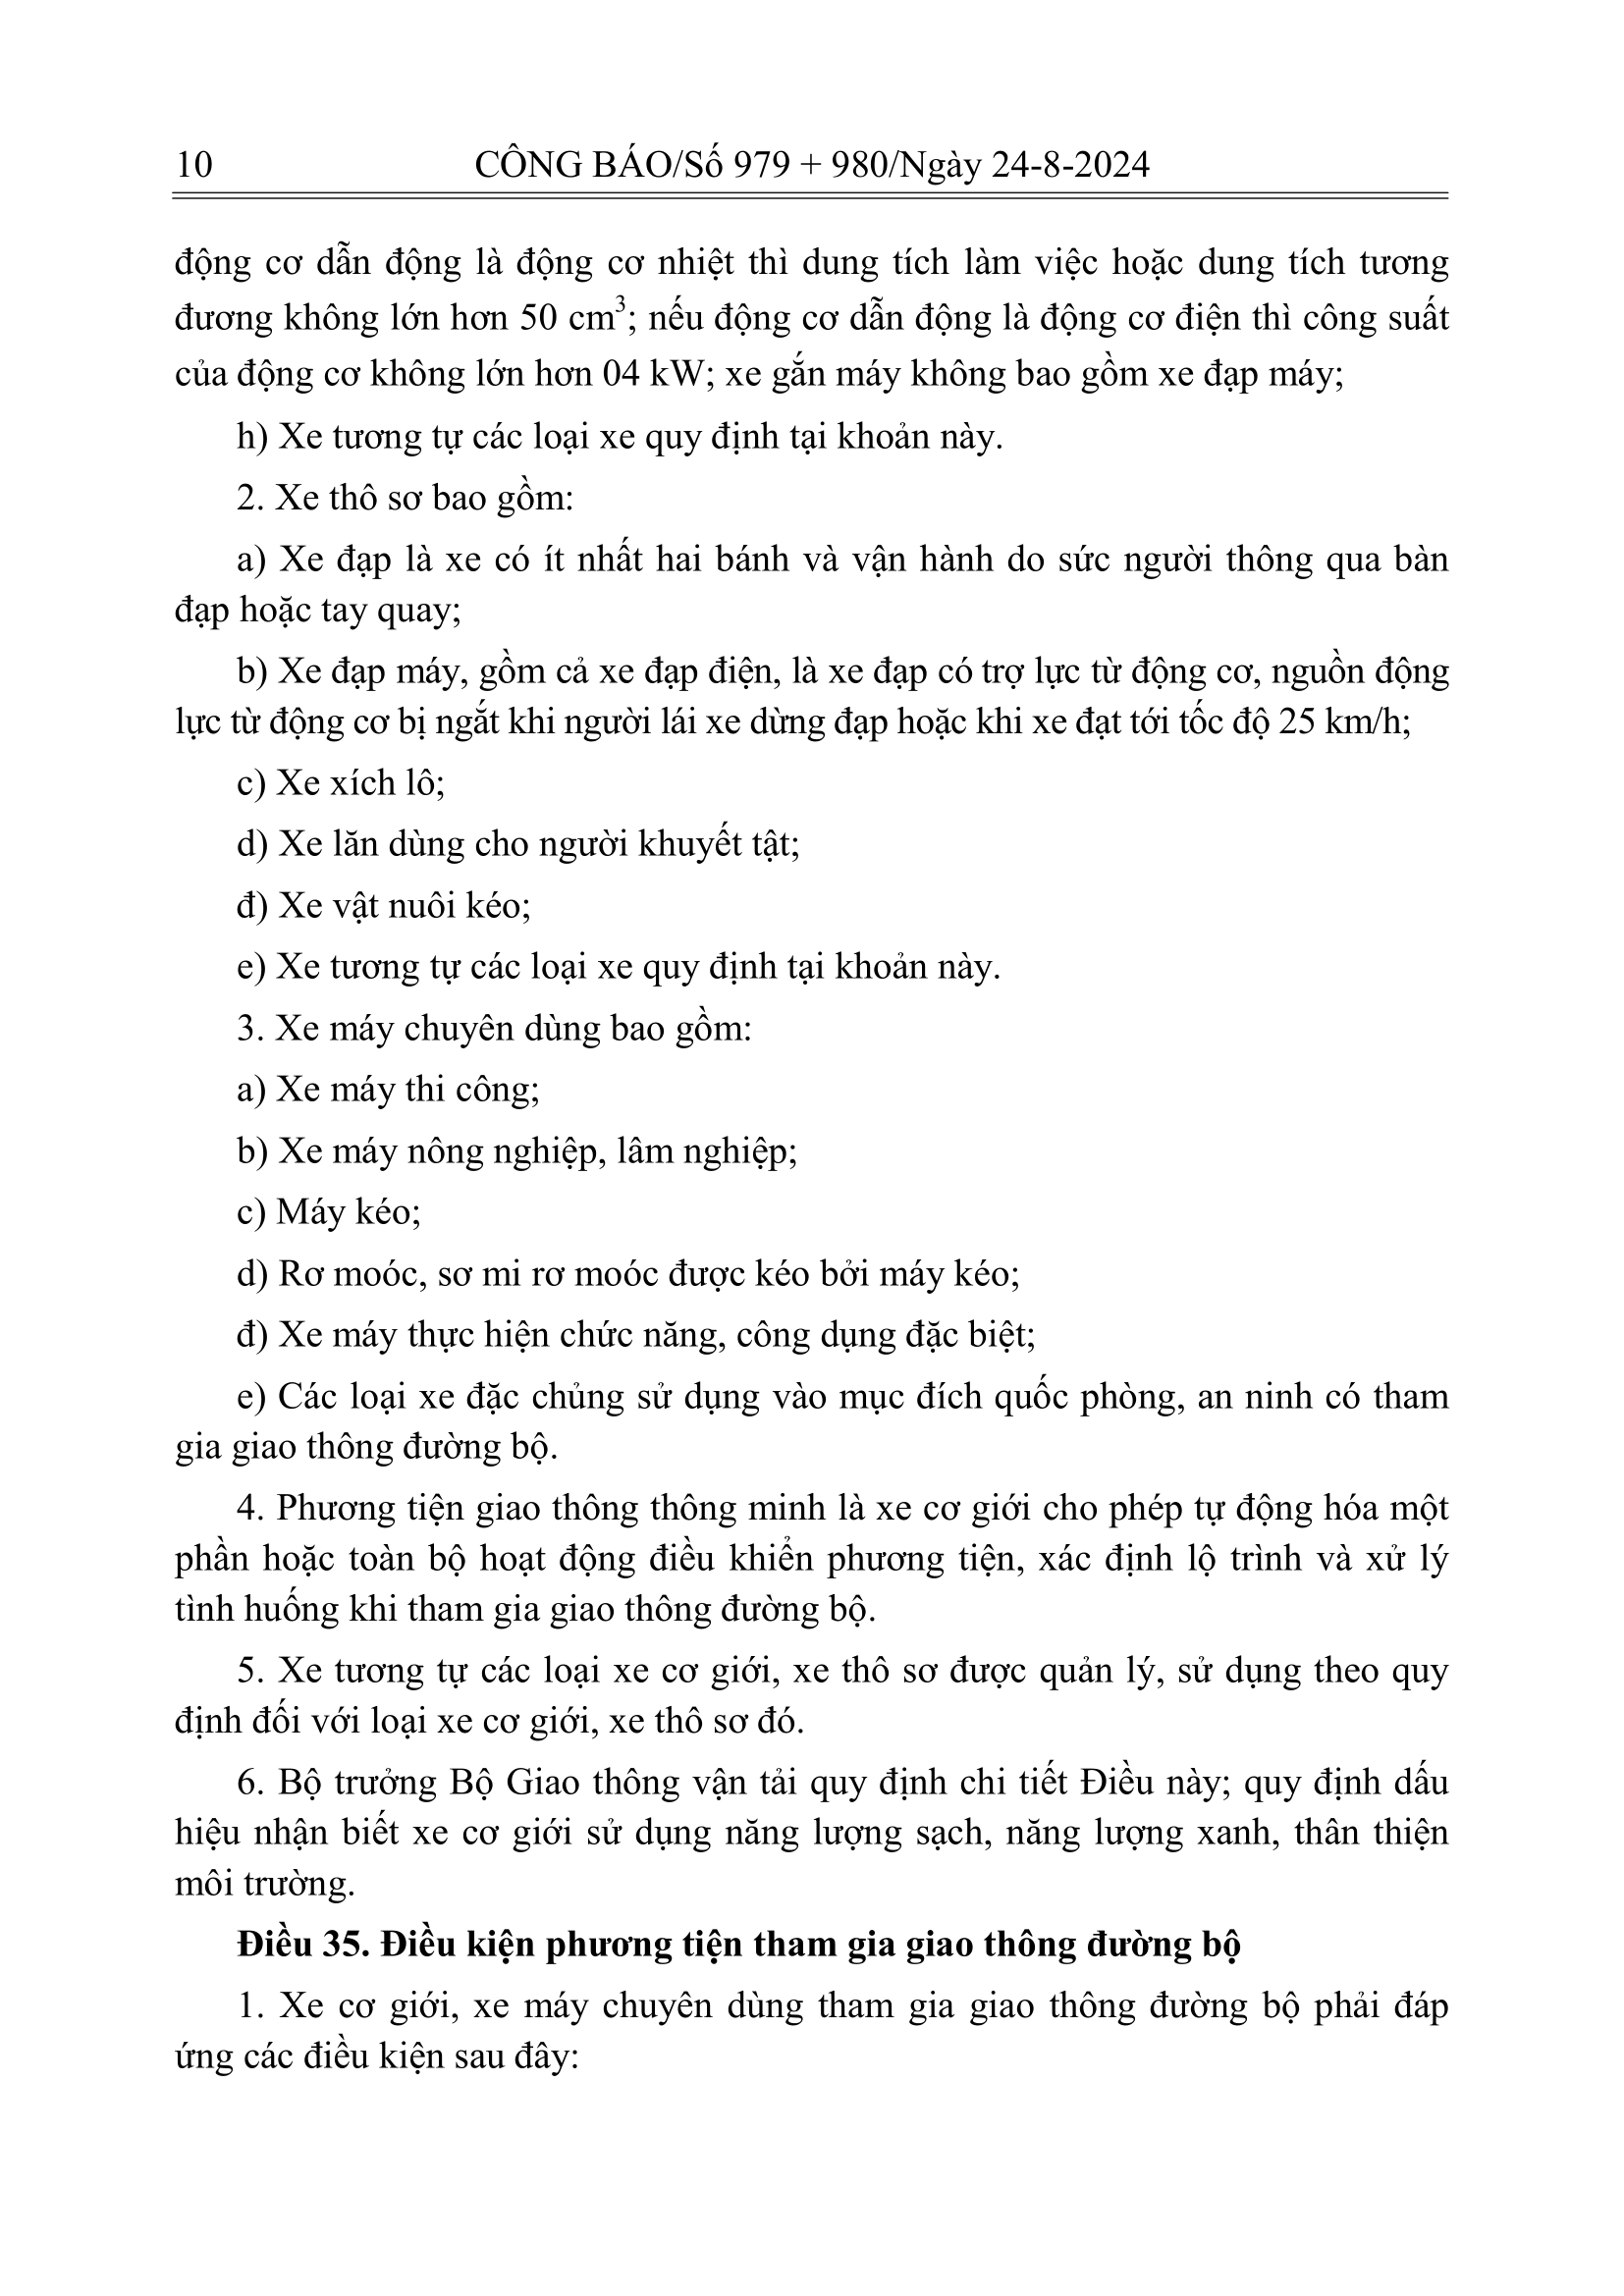 10 CÔNG BÁO/Số 979 + 980/Ngày 24-8-2024
động cơ dẫn động là động cơ nhiệt thì dung tích làm việc hoặc dung tích tương
đương không lớn hơn 50 cm³; nếu động cơ dẫn động là động cơ điện thì công suất
của động cơ không lớn hơn 04 kW; xe gắn máy không bao gồm xe đạp máy;
h) Xe tương tự các loại xe quy định tại khoản này.
2. Xe thô sơ bao gồm:
a) Xe đạp là xe có ít nhất hai bánh và vận hành do sức người thông qua bàn
đạp hoặc tay quay;
b) Xe đạp máy, gồm cả xe đạp điện, là xe đạp có trợ lực từ động cơ, nguồn động
lực từ động cơ bị ngắt khi người lái xe dừng đạp hoặc khi xe đạt tới tốc độ 25 km/h;
c) Xe xích lô;
d) Xe lăn dùng cho người khuyết tật;
đ) Xe vật nuôi kéo;
e) Xe tương tự các loại xe quy định tại khoản này.
3. Xe máy chuyên dùng bao gồm:
a) Xe máy thi công;
b) Xe máy nông nghiệp, lâm nghiệp;
c) Máy kéo;
d) Rơ moóc, sơ mi rơ moóc được kéo bởi máy kéo;
đ) Xe máy thực hiện chức năng, công dụng đặc biệt;
e) Các loại xe đặc chủng sử dụng vào mục đích quốc phòng, an ninh có tham
gia giao thông đường bộ.
4. Phương tiện giao thông thông minh là xe cơ giới cho phép tự động hóa một
phần hoặc toàn bộ hoạt động điều khiển phương tiện, xác định lộ trình và xử lý
tình huống khi tham gia giao thông đường bộ.
5. Xe tương tự các loại xe cơ giới, xe thô sơ được quản lý, sử dụng theo quy
định đối với loại xe cơ giới, xe thô sơ đó.
6. Bộ trưởng Bộ Giao thông vận tải quy định chi tiết Điều này; quy định dấu
hiệu nhận biết xe cơ giới sử dụng năng lượng sạch, năng lượng xanh, thân thiện
môi trường.
Điều 35. Điều kiện phương tiện tham gia giao thông đường bộ
1. Xe cơ giới, xe máy chuyên dùng tham gia giao thông đường bộ phải đáp
ứng các điều kiện sau đây: